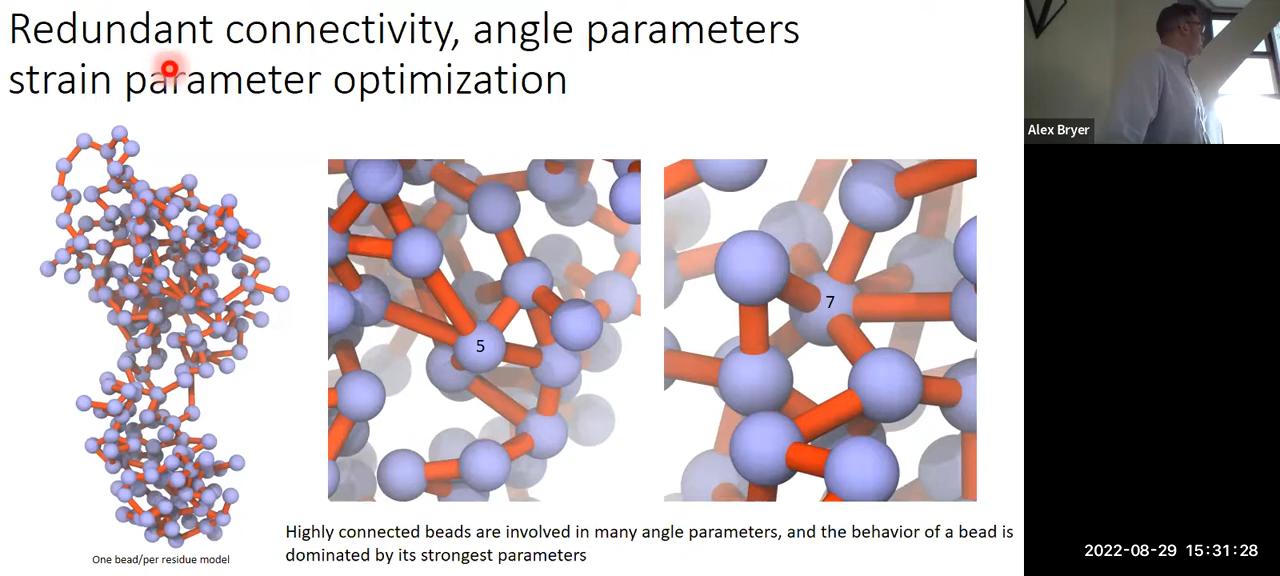 Redundant connectivity, angle parameters
strain parameter optimization
Alex Bryer
5
7
Highly connected beads are involved in many angle parameters, and the behavior of a bead is
dominated by its strongest parameters
One bead/per residue model
2022-08-29 15:31:28